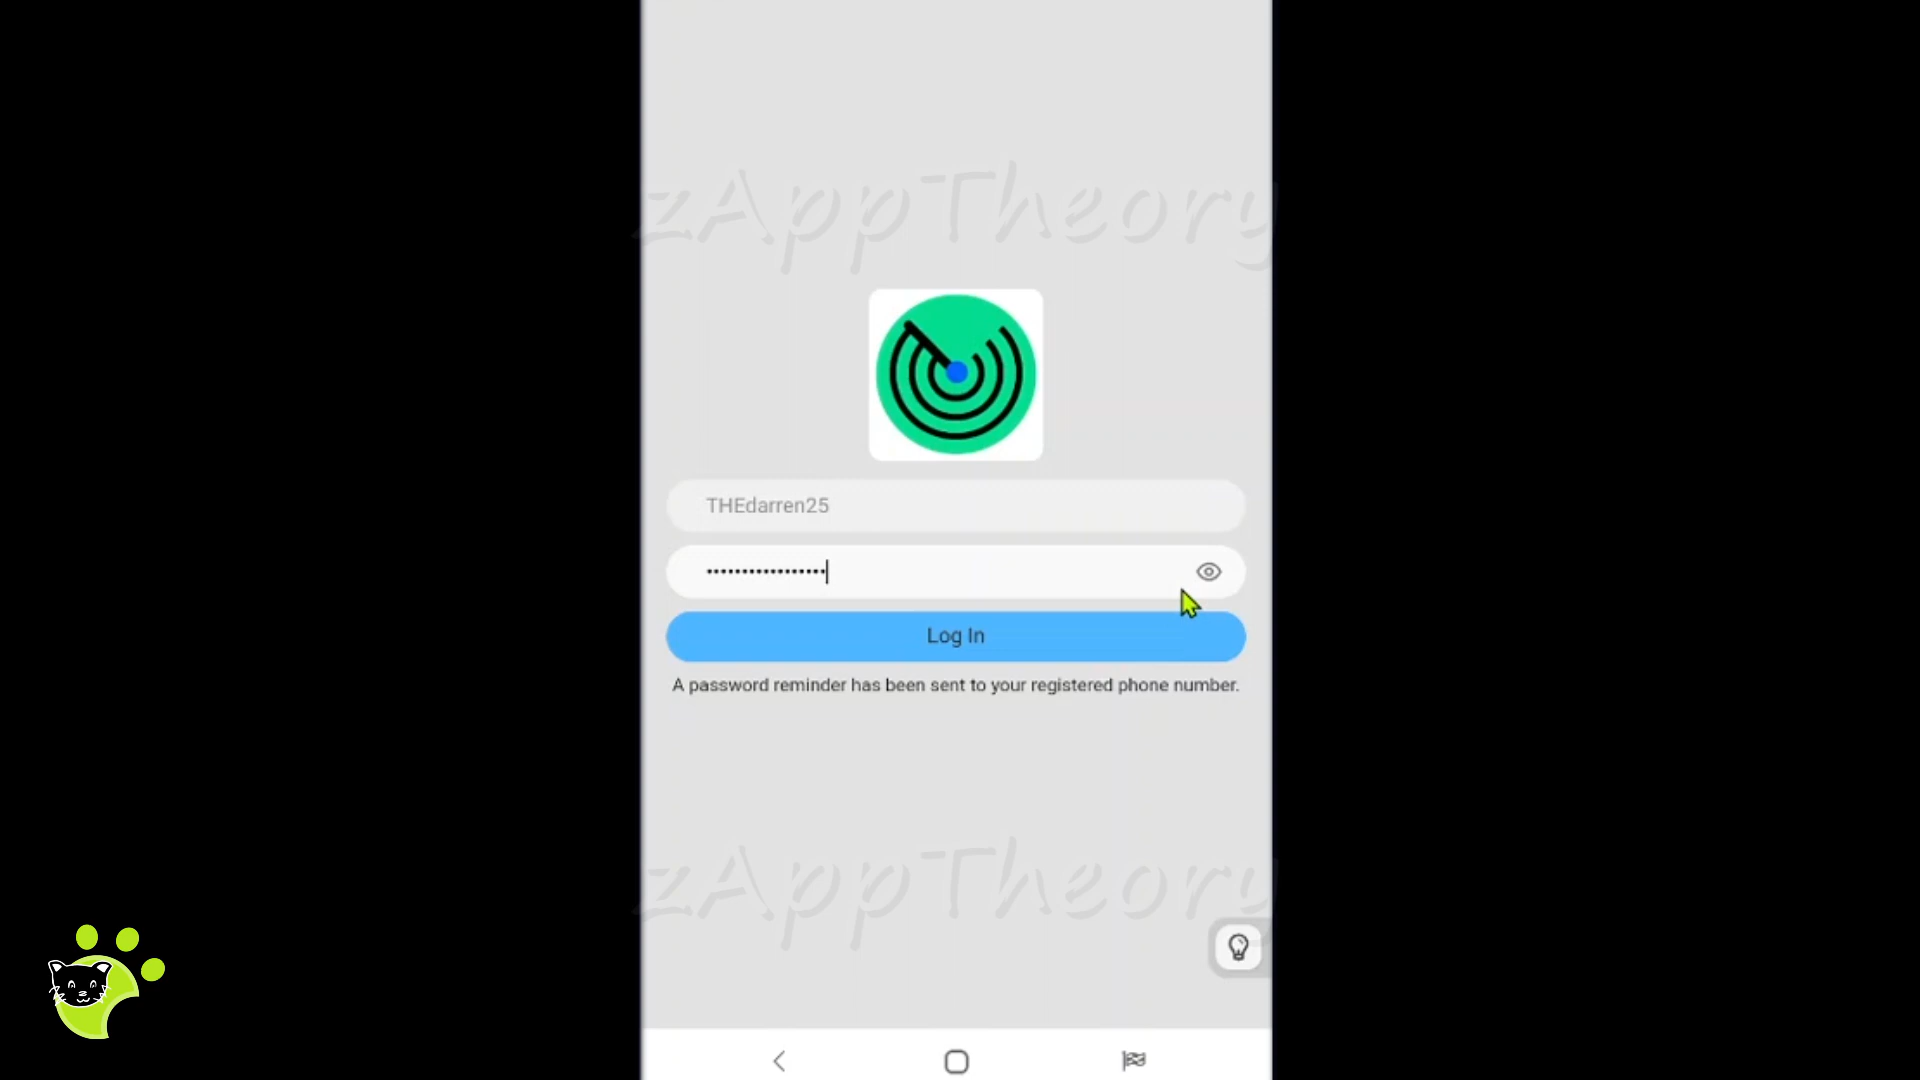 zAppTheory
THEdarren25
•••••••••••••••••
Log In
A password reminder has been sent to your registered phone number.
zAppTheory